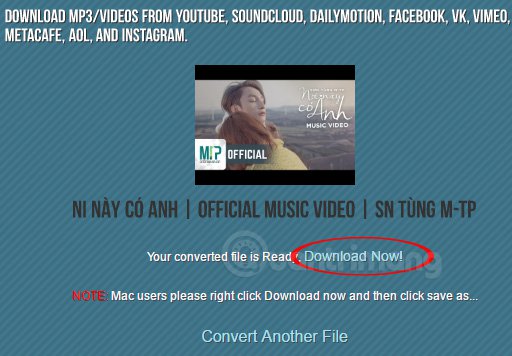 DOWNLOAD MP3/VIDEOS FROM YOUTUBE, SOUNDCLOUD, DAILYMOTION, FACEBOOK, VK, VIMEO,
METACAFE, AOL, AND INSTAGRAM.
Nơi này
có Anh
MUSIC VIDEO
M-TP
OFFICIAL
NI NÀY CÓ ANH | OFFICIAL MUSIC VIDEO | SN TÙNG M-TP
Your converted file is Ready. Download Now!
@quantrimang
NOTE: Mac users please right click Download now and then click save as...
Convert Another File